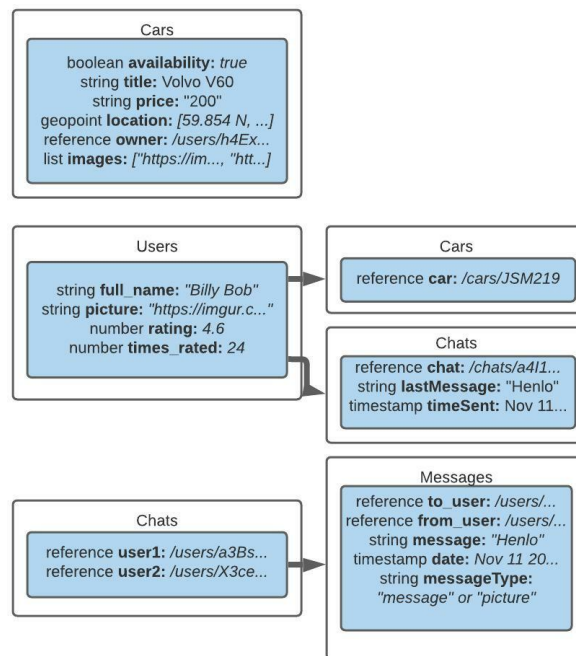 Cars
boolean availability: true
string title: Volvo V60
string price: "200"
geopoint location: [59.854 N, ...]
reference owner: /users/h4Ex...
list images: ["https://im..., "htt...]
Users
string full_name: "Billy Bob"
string picture: "https://imgur.c..."
number rating: 4.6
number times_rated: 24
Cars
reference car: /cars/JSM219
Chats
reference chat: /chats/a4I1...
string lastMessage: "Henlo"
timestamp timeSent: Nov 11...
Chats
reference user1: /users/a3Bs...
reference user2: /users/X3ce...
Messages
reference to_user: /users/...
reference from_user: /users/...
string message: "Henlo"
timestamp date: Nov 11 20...
string messageType:
"message" or "picture"